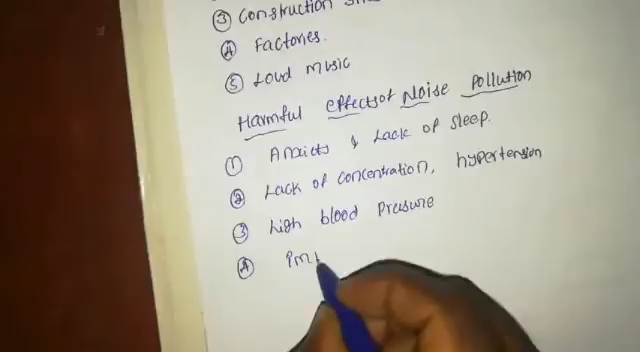 ③ Construction
④ Factories.
⑤ Loud music
Harmful effects of Noise Pollution
① Anxiety & Lack of sleep.
② Lack of concentration, hypertension
③ High blood Pressure
④ Im